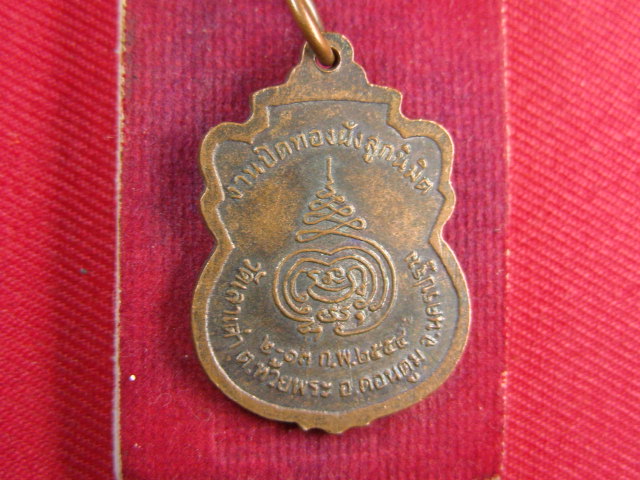 งานปิดทองฝังลูกนิมิต
วัดเลาเต่า ต.ห้วยพระ อ.ดอนตูม จ.นครปฐม
๒-๑๓ ก.พ.๒๕๕๔